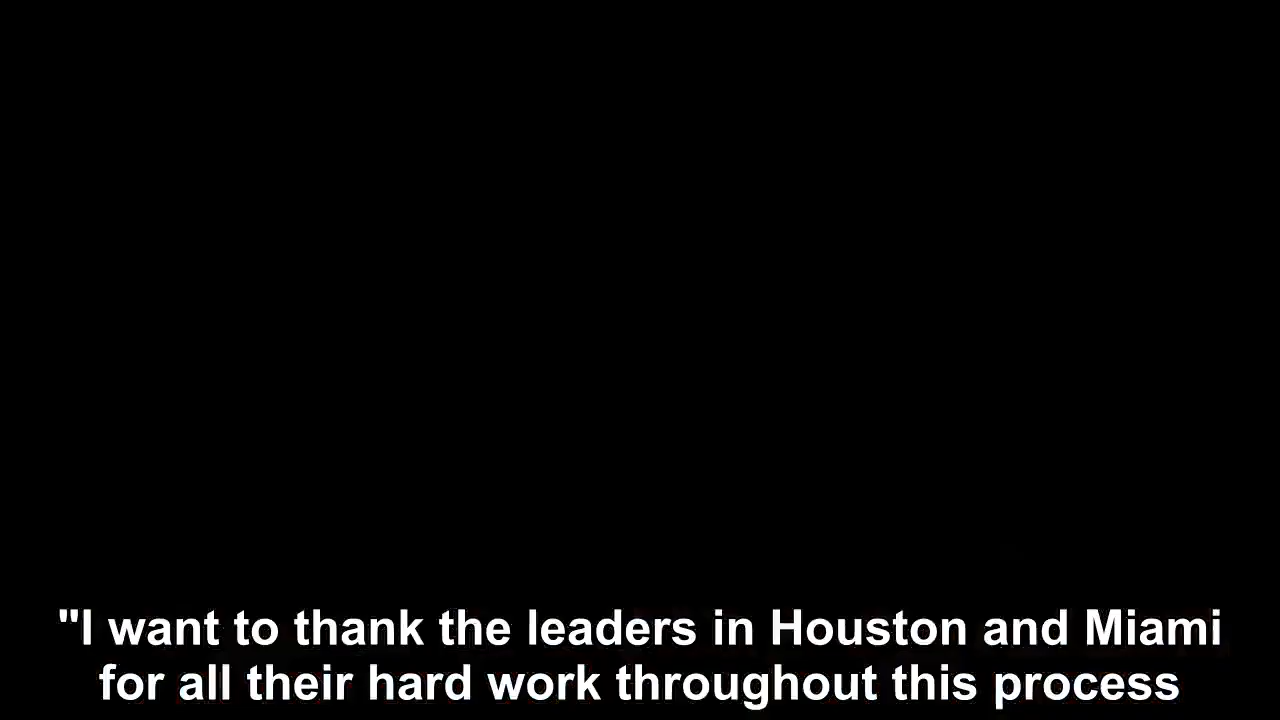 "I want to thank the leaders in Houston and Miami
for all their hard work throughout this process